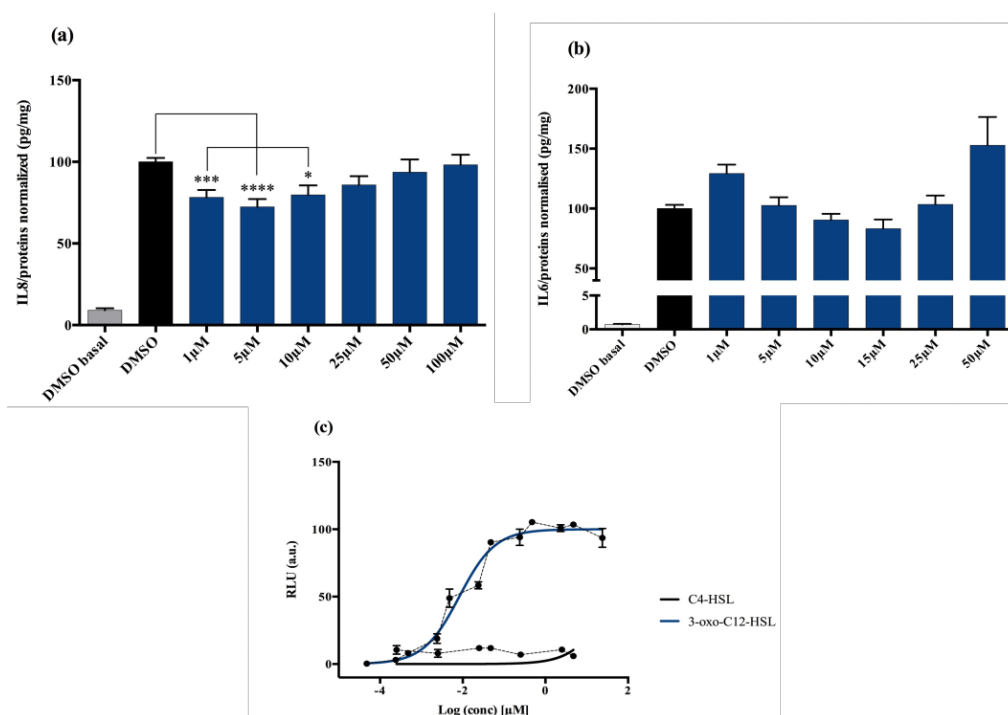 (a)
IL8/proteins normalized (pg/mg)
150
100
50
0
***
****
*
DMSO basal
DMSO
1µM
5µM
10µM
25µM
50µM
100µM
(b)
IL6/proteins normalised (pg/mg)
200
150
100
50
5
0
DMSO basal
DMSO
1µM
5µM
10µM
15µM
25µM
50µM
(c)
RLU (a.u.)
150
100
50
0
-4
-2
0
2
Log (conc) [µM]
C4-HSL
3-oxo-C12-HSL